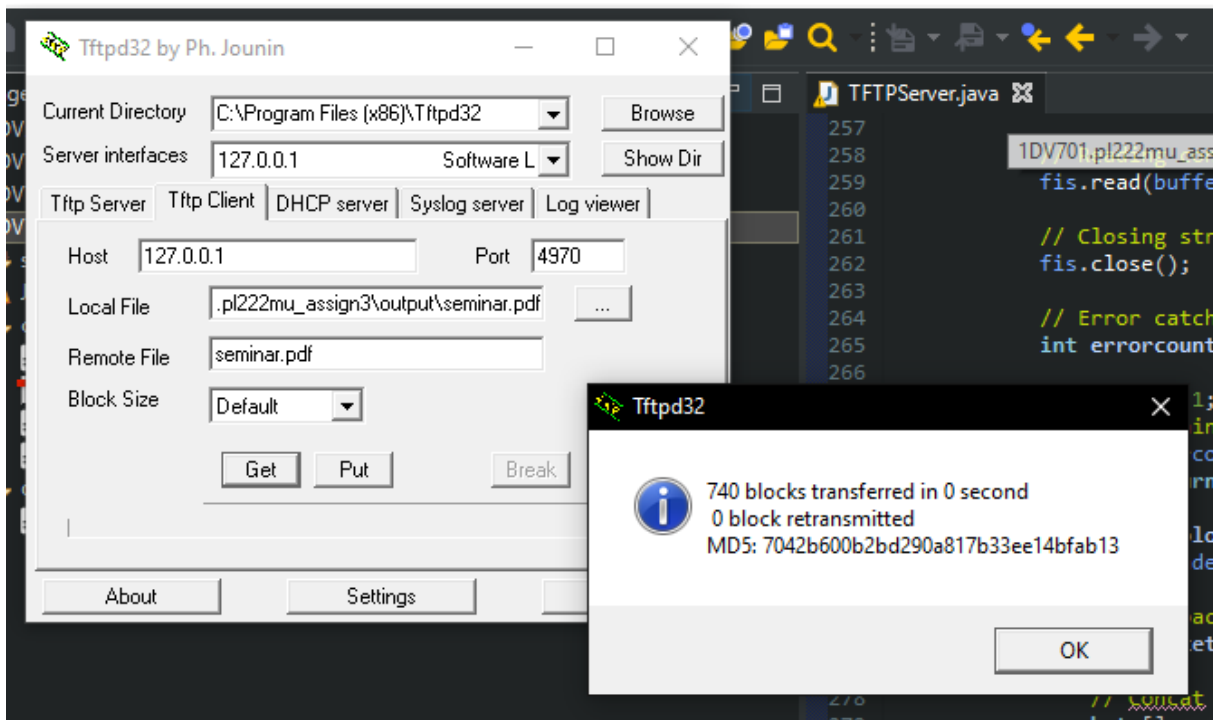 Tftpd32 by Ph. Jounin
Current Directory C:\Program Files (x86)\Tftpd32 Browse
Server interfaces 127.0.0.1 Software L Show Dir
Tftp Server Tftp Client DHCP server Syslog server Log viewer
Host 127.0.0.1 Port 4970
Local File .pl222mu_assign3\output\seminar.pdf ...
Remote File seminar.pdf
Block Size Default
Get Put Break
About Settings
TFTPServer.java
257
258 1DV701.pl222mu_ass
259 fis.read(buffe
260
261 // Closing str
262 fis.close();
263
264 // Error catch
265 int errorcount
266
Tftpd32
740 blocks transferred in 0 second
0 block retransmitted
MD5: 7042b600b2bd290a817b33ee14bfab13
OK
278 // Concat